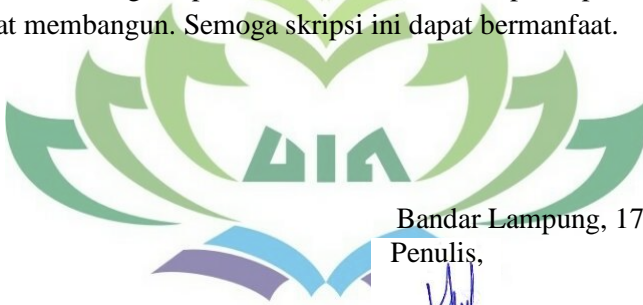 at membangun. Semoga skripsi ini dapat bermanfaat.
UIN
Bandar Lampung, 17
Penulis,